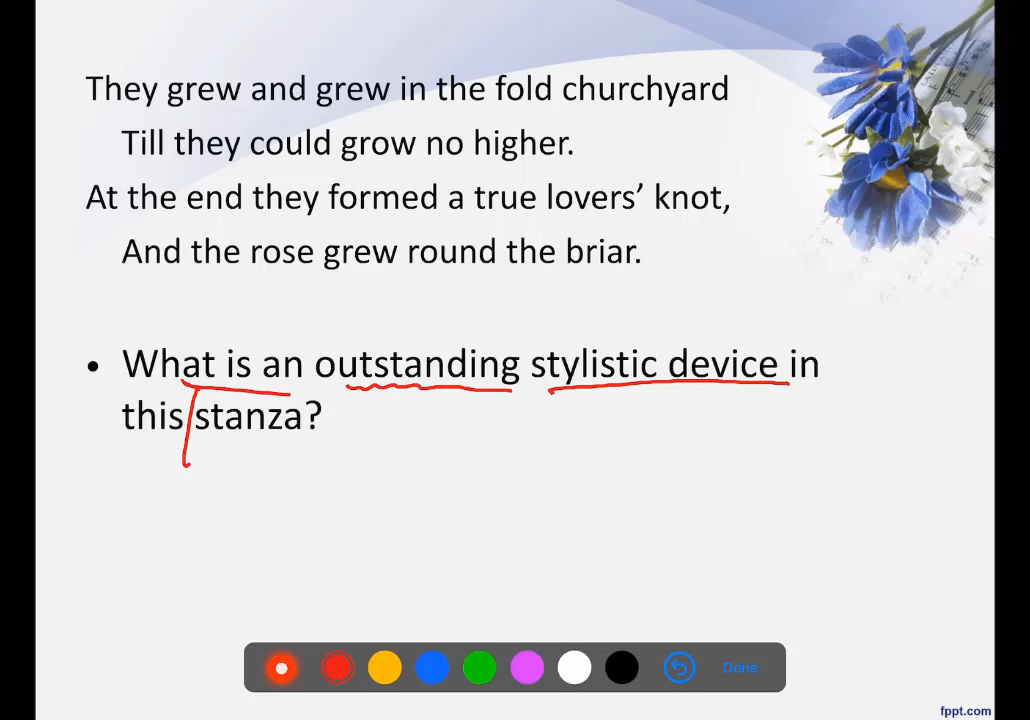 They grew and grew in the fold churchyard
Till they could grow no higher.
At the end they formed a true lovers’ knot,
And the rose grew round the briar.
• What is an outstanding stylistic device in
this stanza?
Done
fppt.com